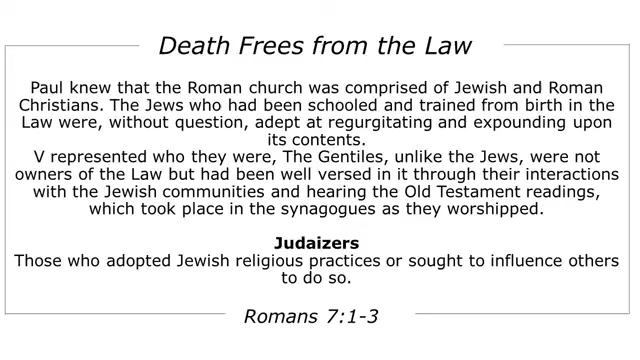 Death Frees from the Law
Paul knew that the Roman church was comprised of Jewish and Roman
Christians. The Jews who had been schooled and trained from birth in the
Law were, without question, adept at regurgitating and expounding upon
its contents.
V represented who they were, The Gentiles, unlike the Jews, were not
owners of the Law but had been well versed in it through their interactions
with the Jewish communities and hearing the Old Testament readings,
which took place in the synagogues as they worshipped.
Judaizers
Those who adopted Jewish religious practices or sought to influence others
to do so.
Romans 7:1-3